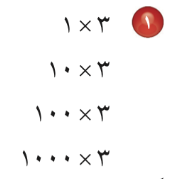 ١
٣ × ١
٣ × ١٠
٣ × ١٠٠
٣ × ١٠٠٠